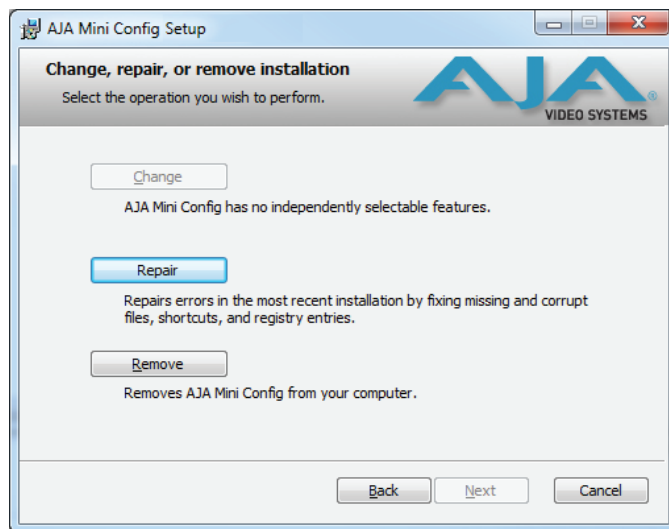 AJA Mini Config Setup
Change, repair, or remove installation
Select the operation you wish to perform.
AJA®
VIDEO SYSTEMS
Change
AJA Mini Config has no independently selectable features.
Repair
Repairs errors in the most recent installation by fixing missing and corrupt
files, shortcuts, and registry entries.
Remove
Removes AJA Mini Config from your computer.
Back Next Cancel